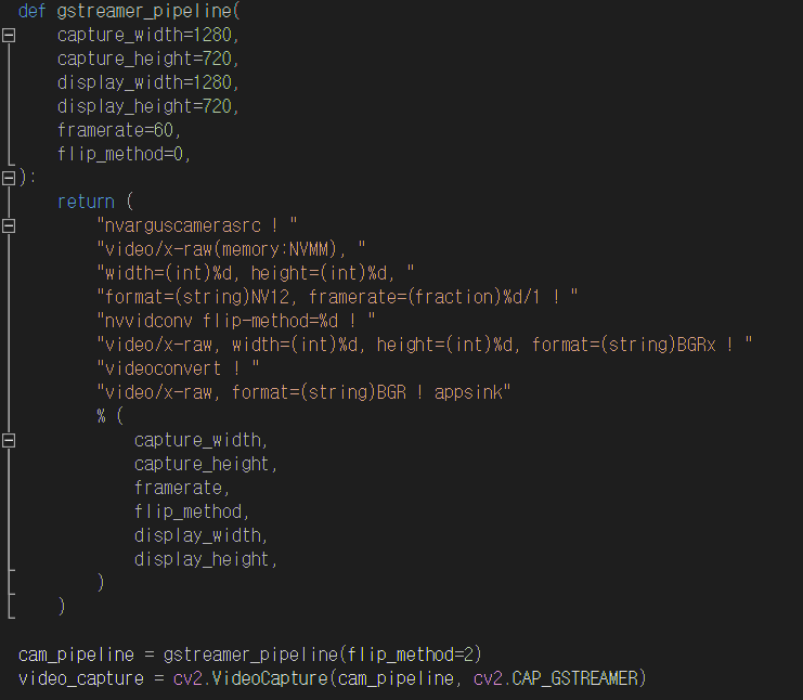 def gstreamer_pipeline(
    capture_width=1280,
    capture_height=720,
    display_width=1280,
    display_height=720,
    framerate=60,
    flip_method=0,
):
    return (
        "nvarguscamerasrc ! "
        "video/x-raw(memory:NVMM), "
        "width=(int)%d, height=(int)%d, "
        "format=(string)NV12, framerate=(fraction)%d/1 ! "
        "nvvidconv flip-method=%d ! "
        "video/x-raw, width=(int)%d, height=(int)%d, format=(string)BGRx ! "
        "videoconvert ! "
        "video/x-raw, format=(string)BGR ! appsink"
        % (
            capture_width,
            capture_height,
            framerate,
            flip_method,
            display_width,
            display_height,
        )
    )
cam_pipeline = gstreamer_pipeline(flip_method=2)
video_capture = cv2.VideoCapture(cam_pipeline, cv2.CAP_GSTREAMER)